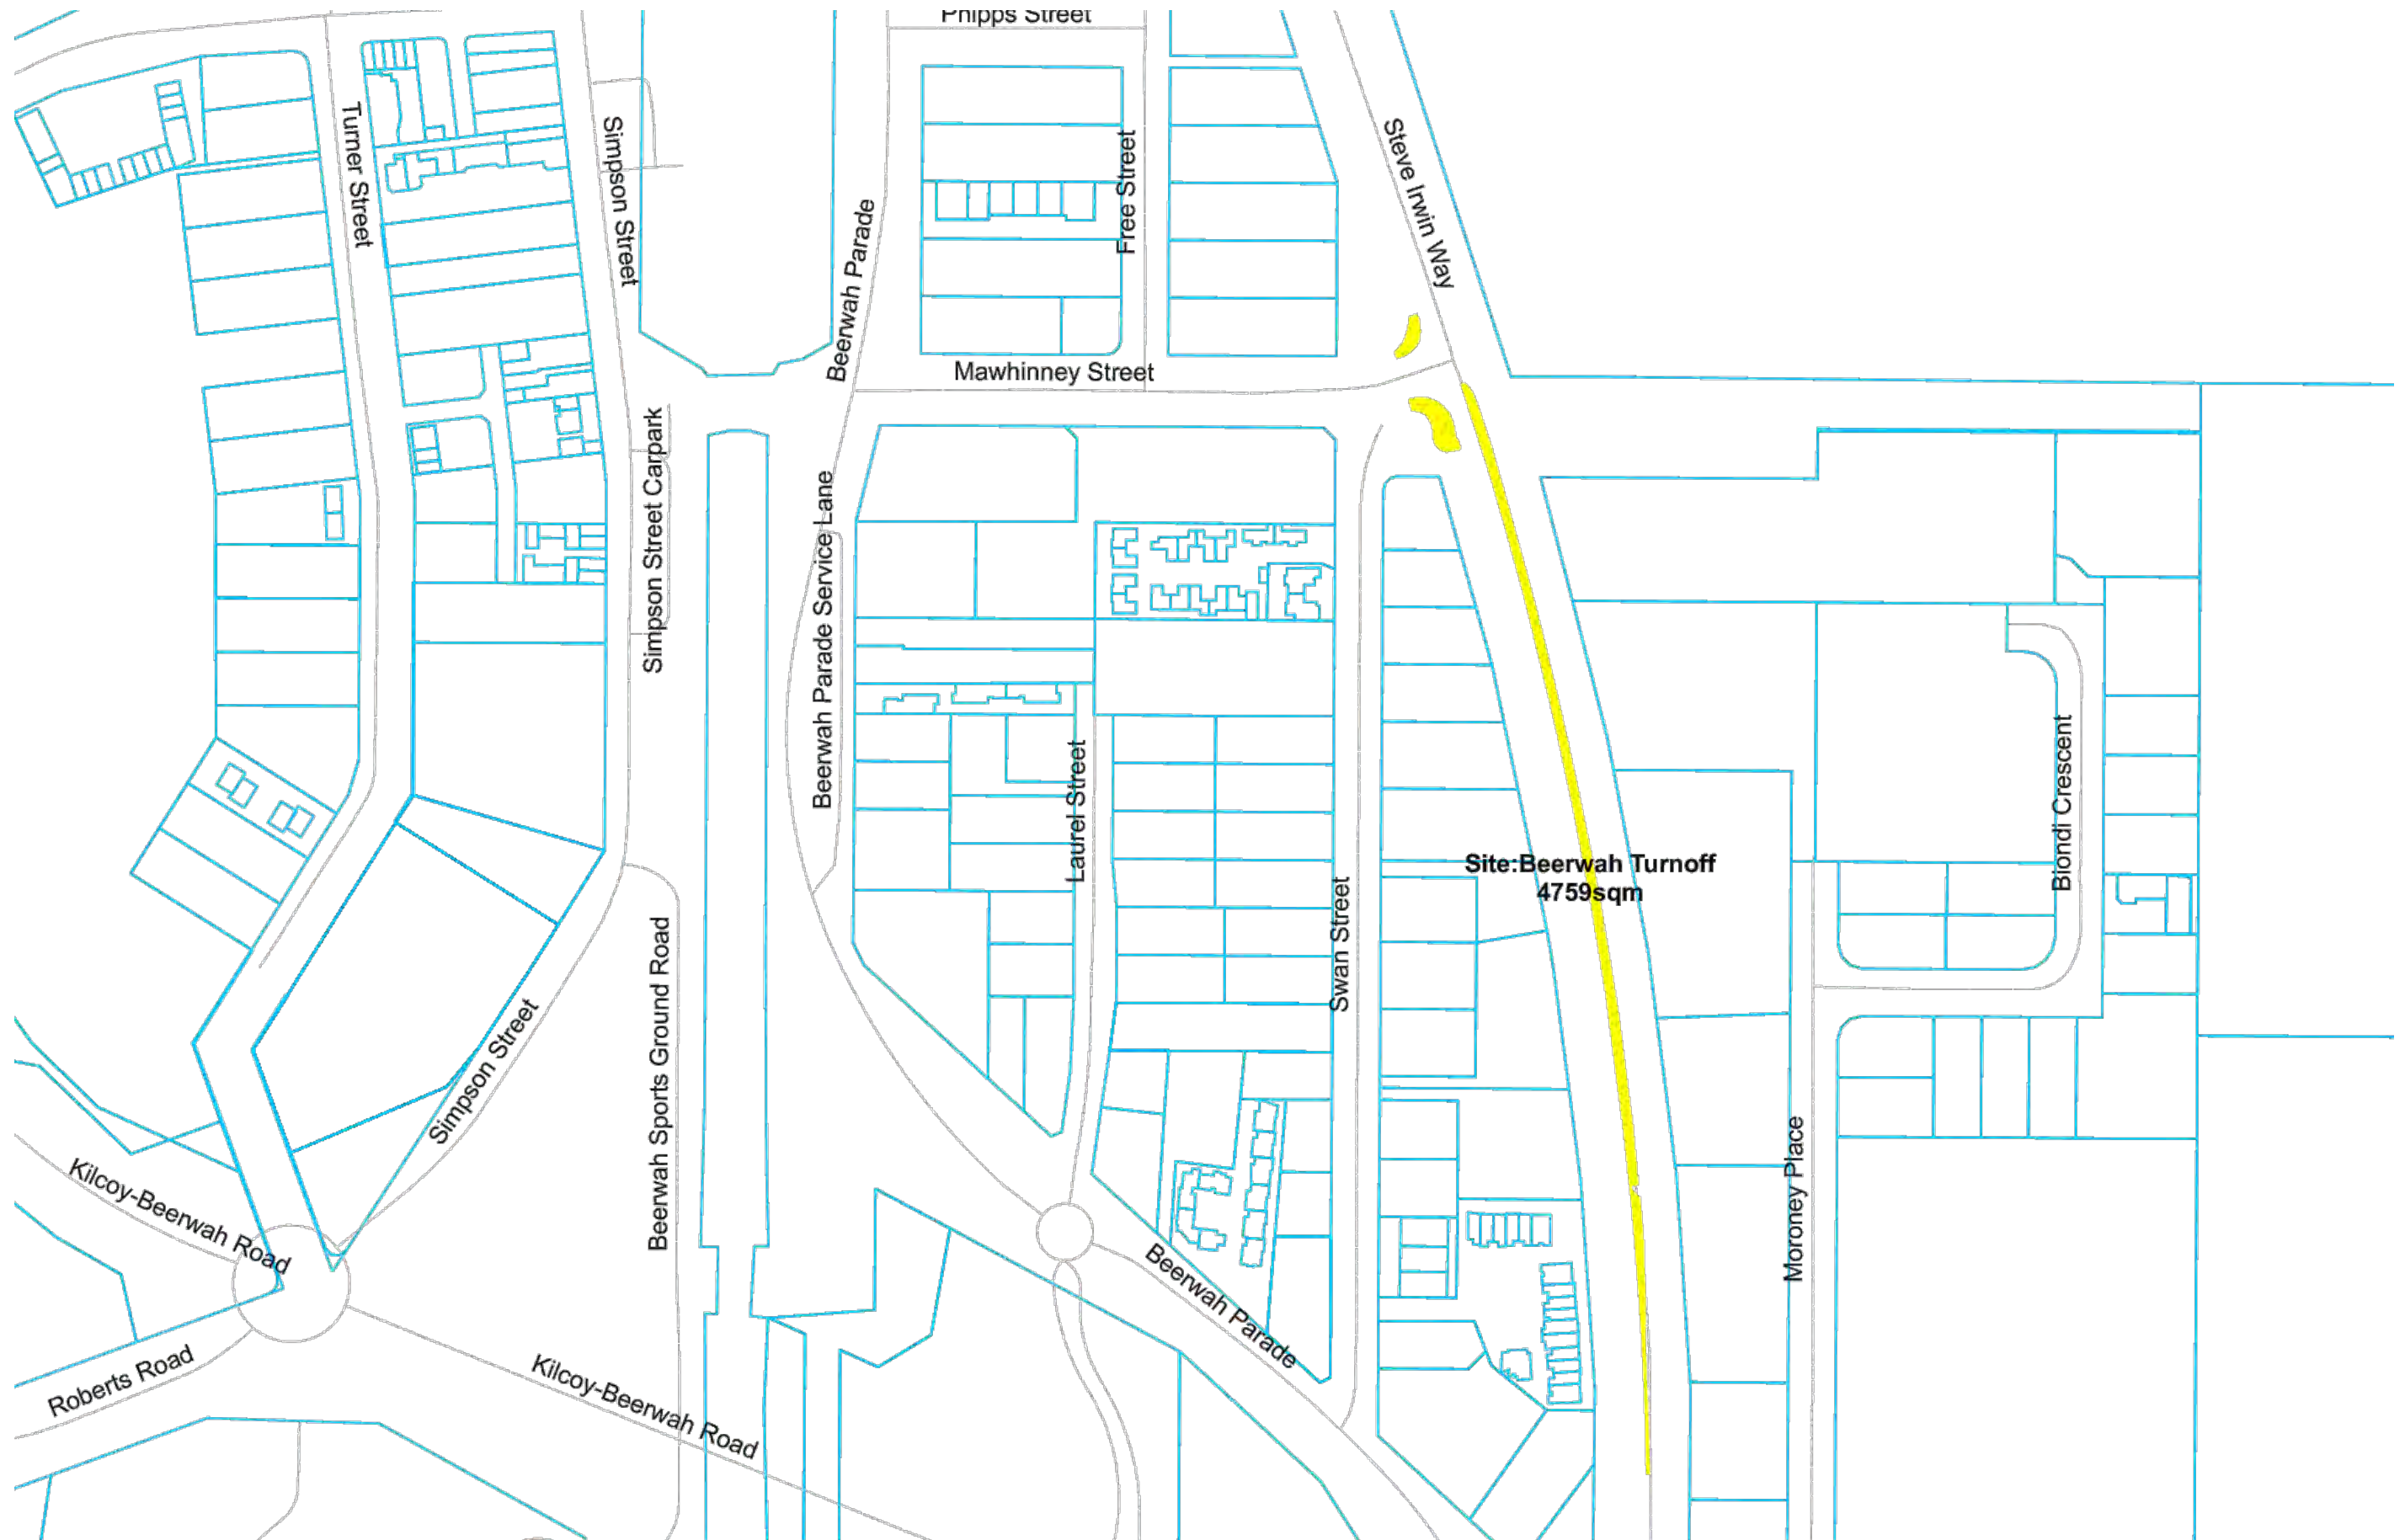 Phipps Street
Turner Street
Simpson Street
Free Street
Steve Irwin Way
Beerwah Parade
Mawhinney Street
Simpson Street Carpark
Beerwah Parade Service Lane
Laurel Street
Biondi Crescent
Site:Beerwah Turnoff
4759sqm
Swan Street
Beerwah Sports Ground Road
Simpson Street
Moroney Place
Kilcoy-Beerwah Road
Beerwah Parade
Roberts Road
Kilcoy-Beerwah Road